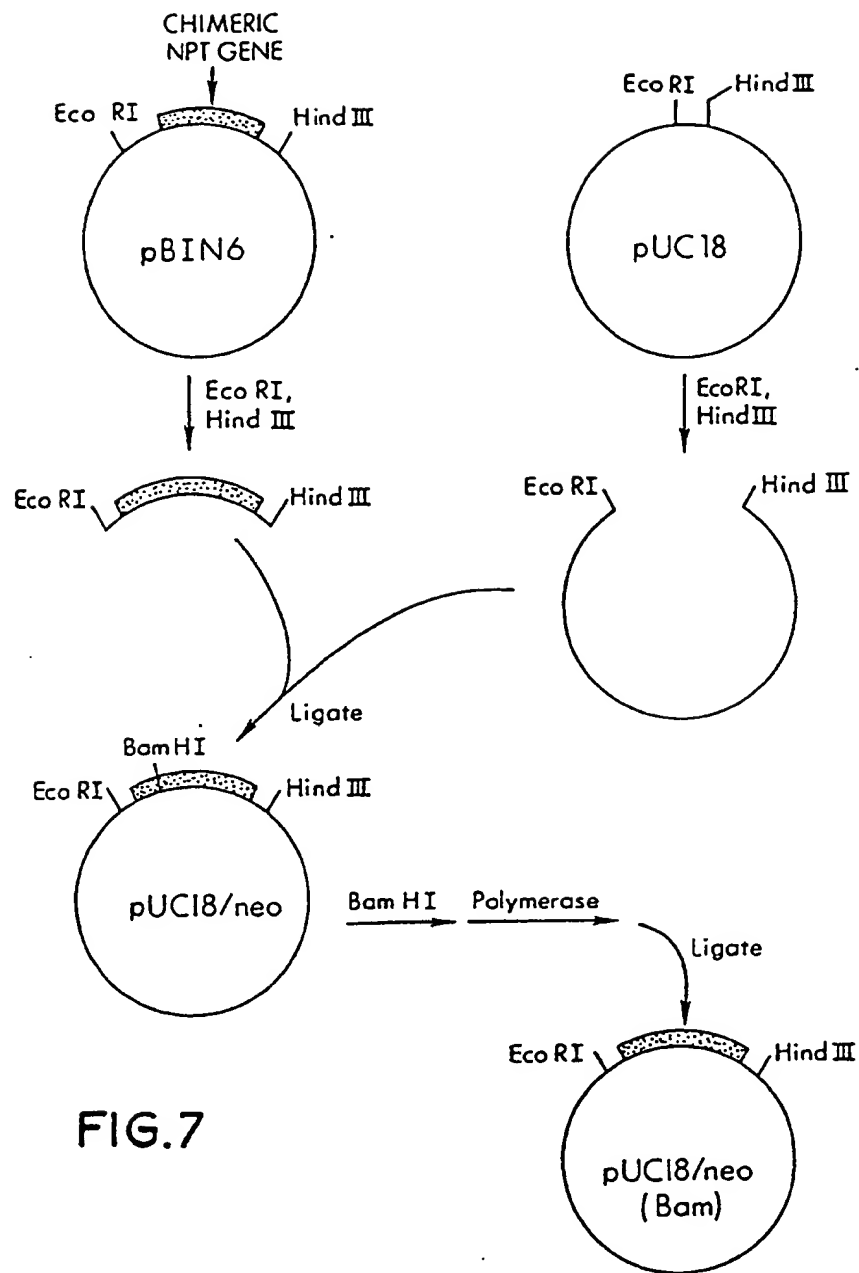 CHIMERIC
NPT GENE
Eco RI
Hind III
pBIN6
Eco RI
Hind III
pUC18
Eco RI,
Hind III
EcoRI,
Hind III
Eco RI
Hind III
Eco RI
Hind III
Ligate
Bam HI
Eco RI
Hind III
pUC18/neo
Bam HI
Polymerase
Ligate
Eco RI
Hind III
pUC18/neo
(Bam)
FIG.7